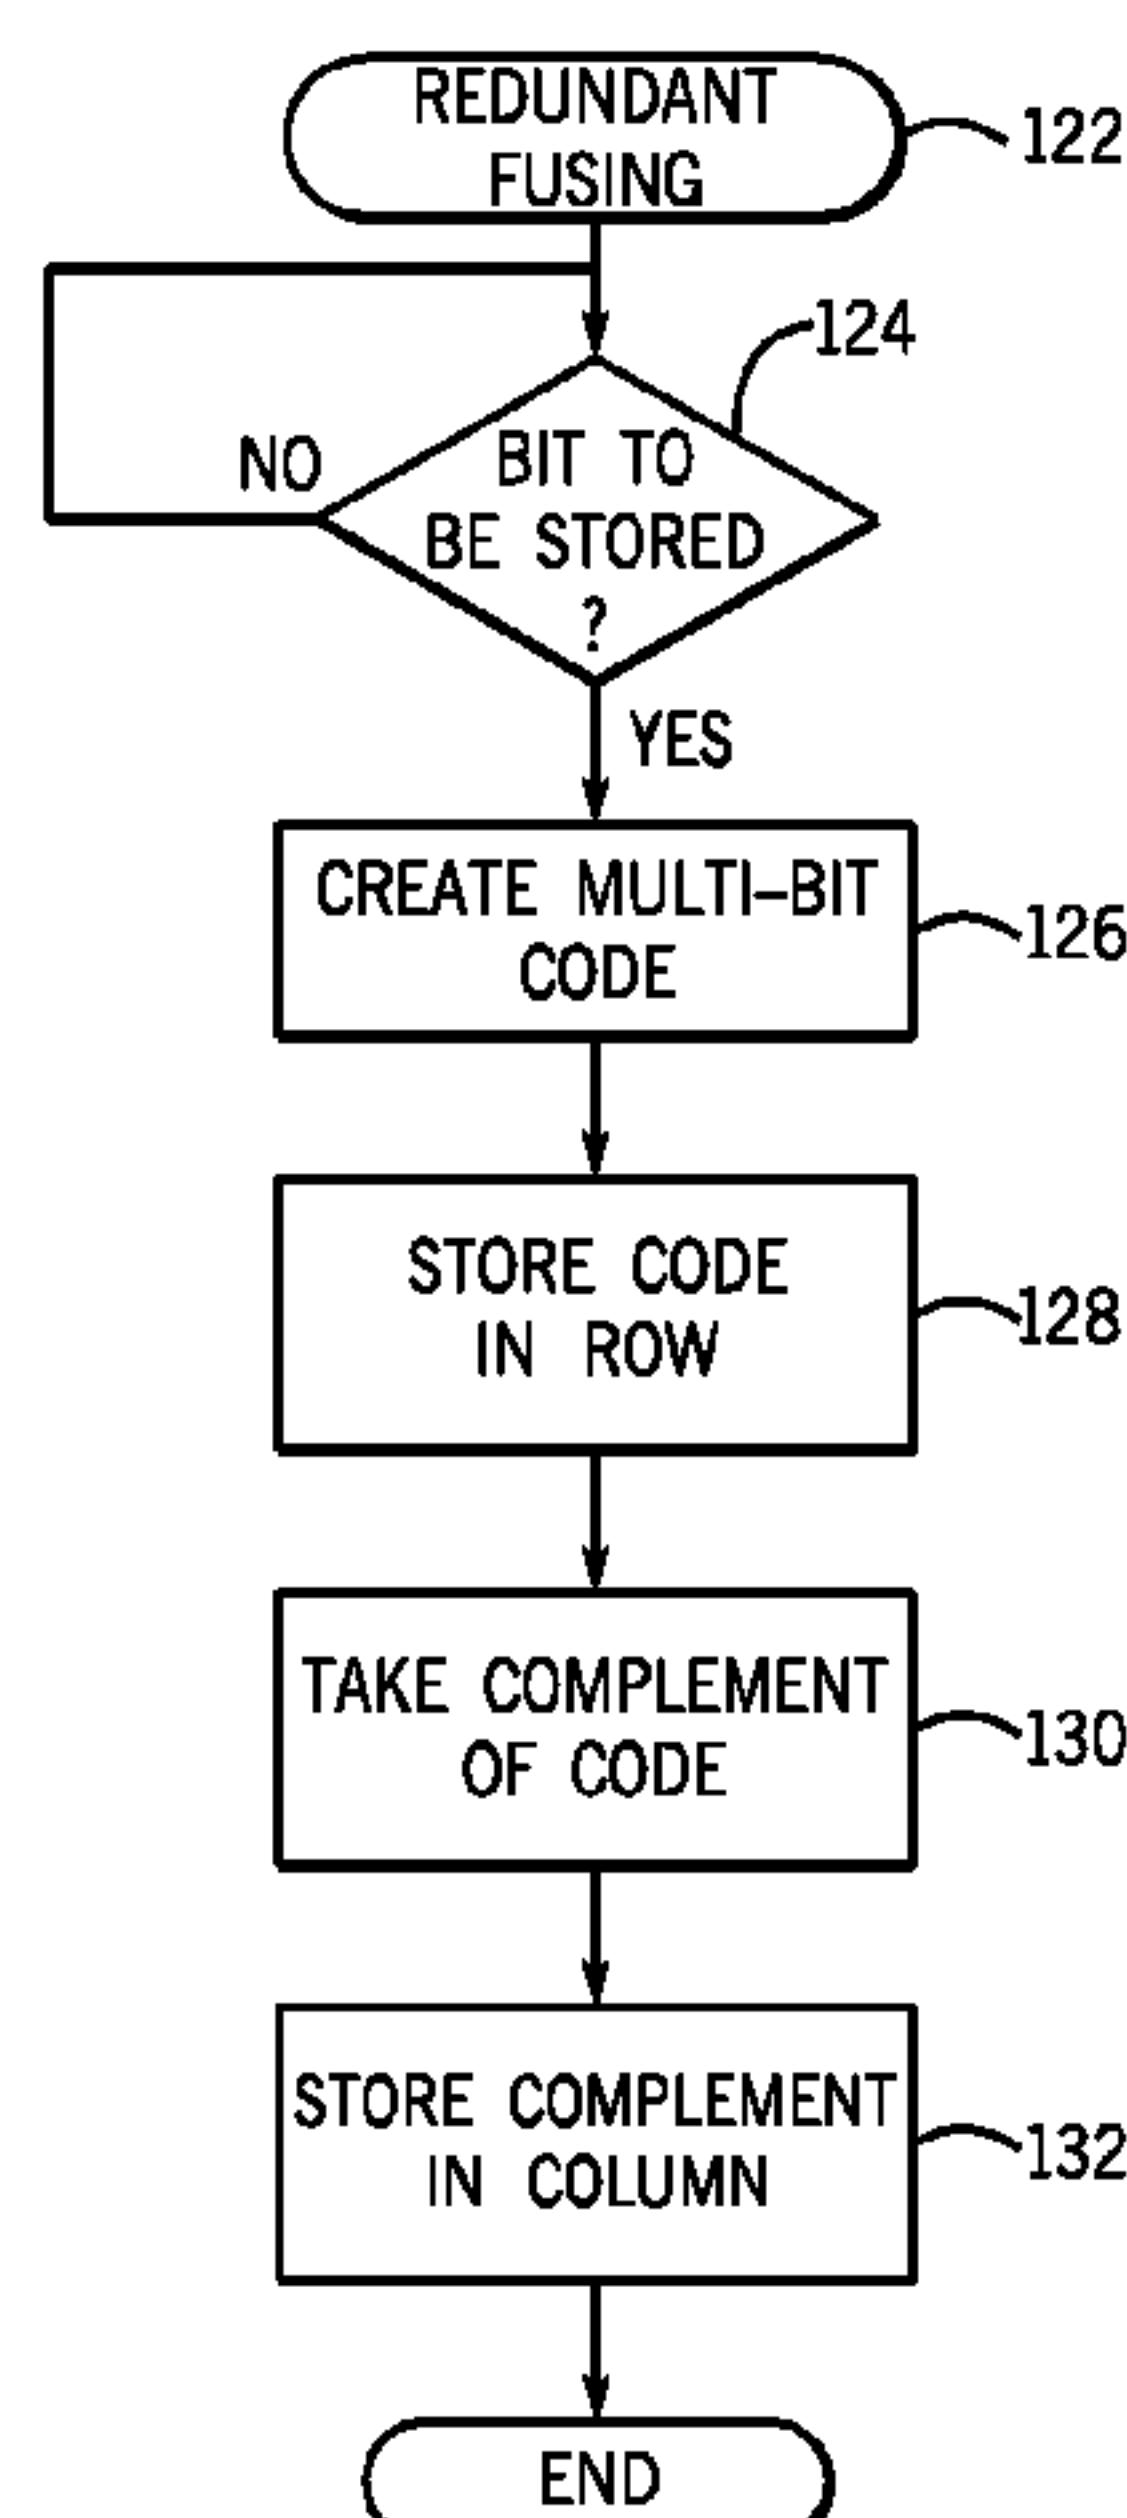 REDUNDANT
FUSING
122
124
BIT TO
BE STORED
?
NO
YES
CREATE MULTI-BIT
CODE
126
STORE CODE
IN ROW
128
TAKE COMPLEMENT
OF CODE
130
STORE COMPLEMENT
IN COLUMN
132
END